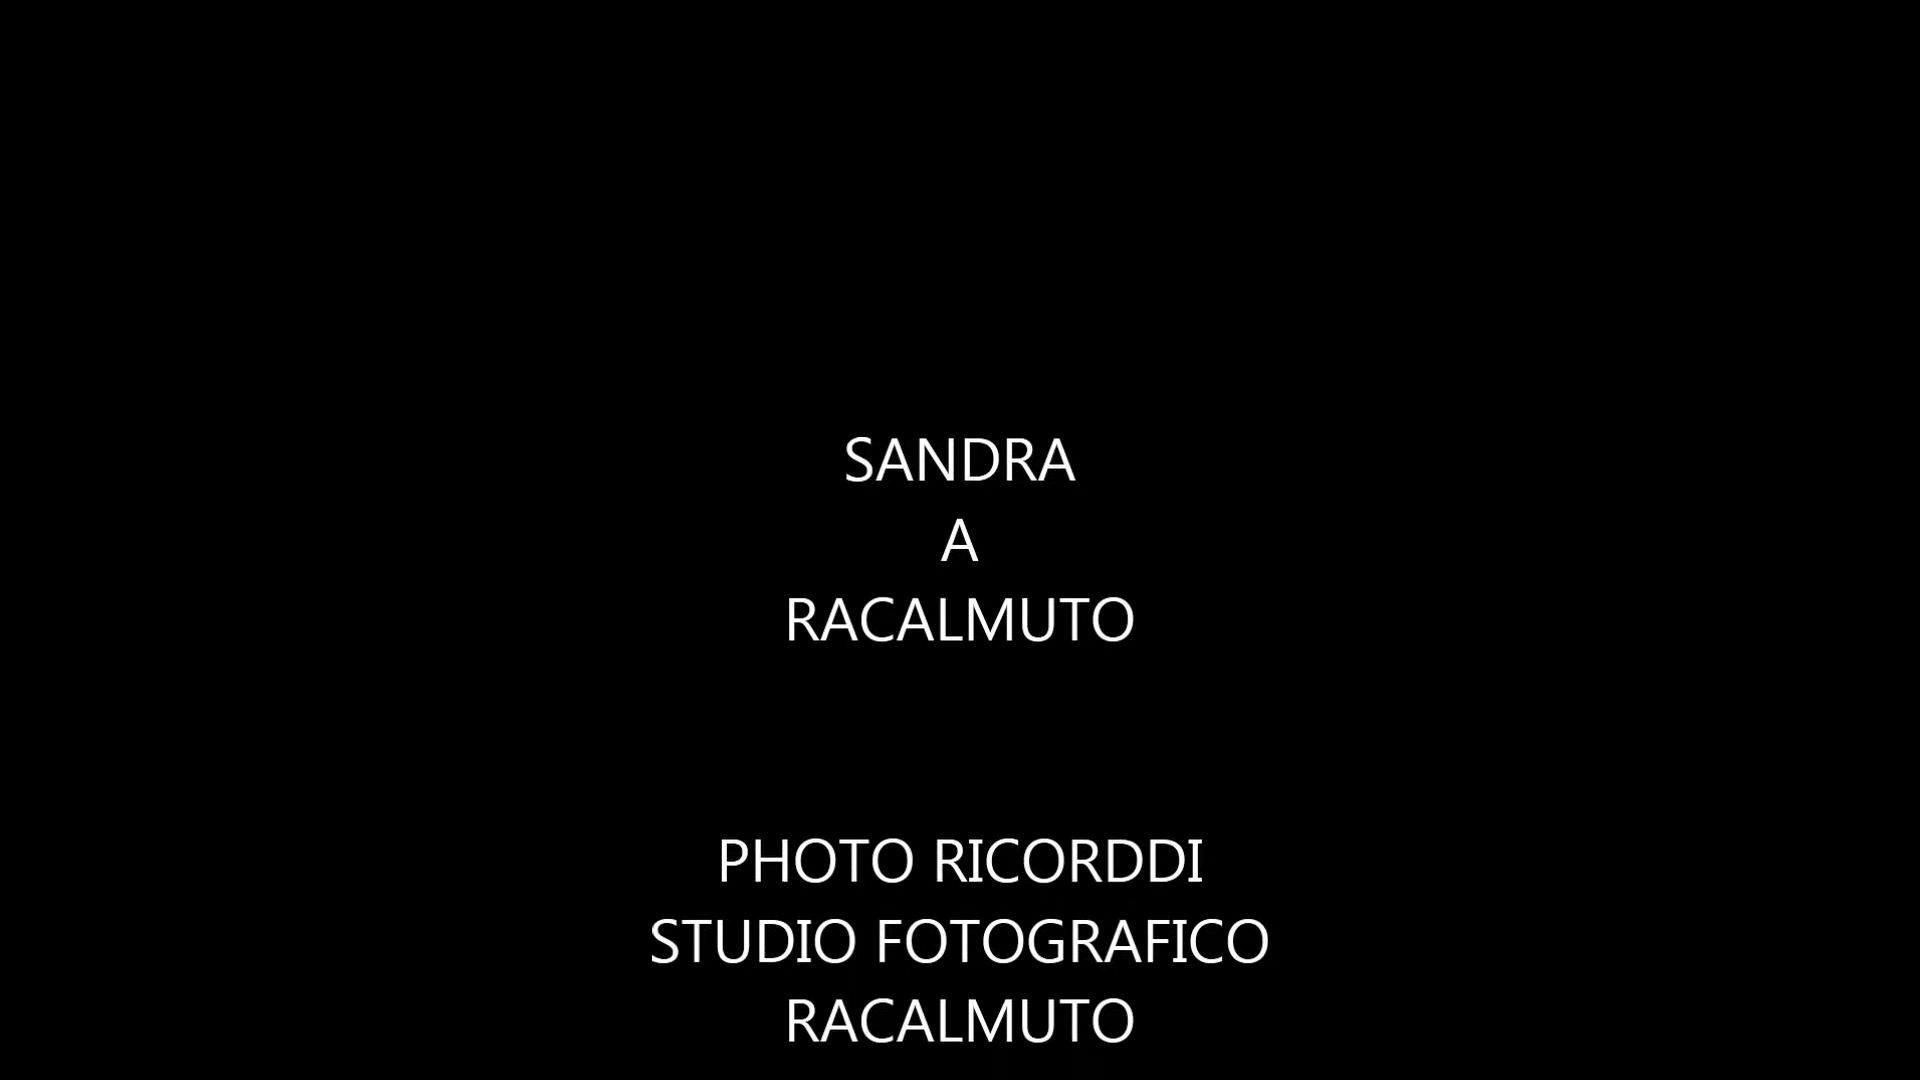 SANDRA
A
RACALMUTO
PHOTO RICORDDI
STUDIO FOTOGRAFICO
RACALMUTO